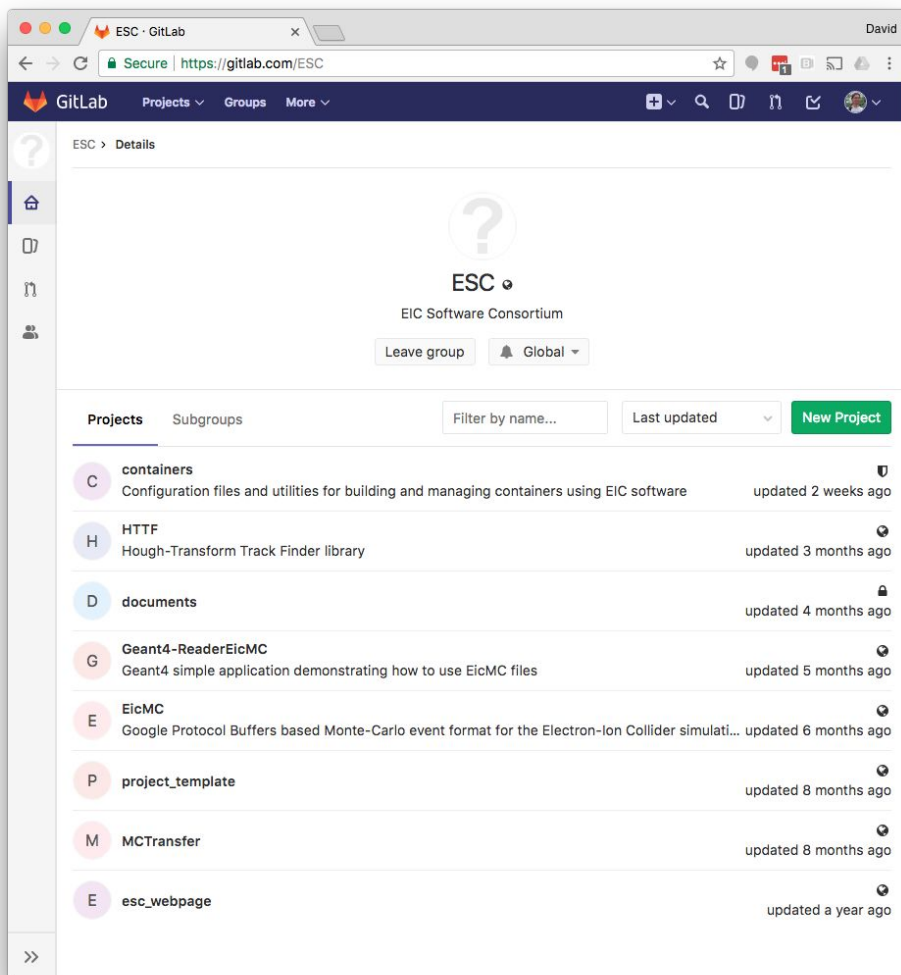 ESC · GitLab
David
Secure | https://gitlab.com/ESC
1
GitLab Projects Groups More
ESC > Details
?
?
ESC
EIC Software Consortium
Leave group Global
Projects Subgroups Filter by name... Last updated New Project
C containers
Configuration files and utilities for building and managing containers using EIC software updated 2 weeks ago
H HTTF
Hough-Transform Track Finder library updated 3 months ago
D documents
updated 4 months ago
G Geant4-ReaderEicMC
Geant4 simple application demonstrating how to use EicMC files updated 5 months ago
E EicMC
Google Protocol Buffers based Monte-Carlo event format for the Electron-Ion Collider simulati... updated 6 months ago
P project_template
updated 8 months ago
M MCTransfer
updated 8 months ago
E esc_webpage
updated a year ago